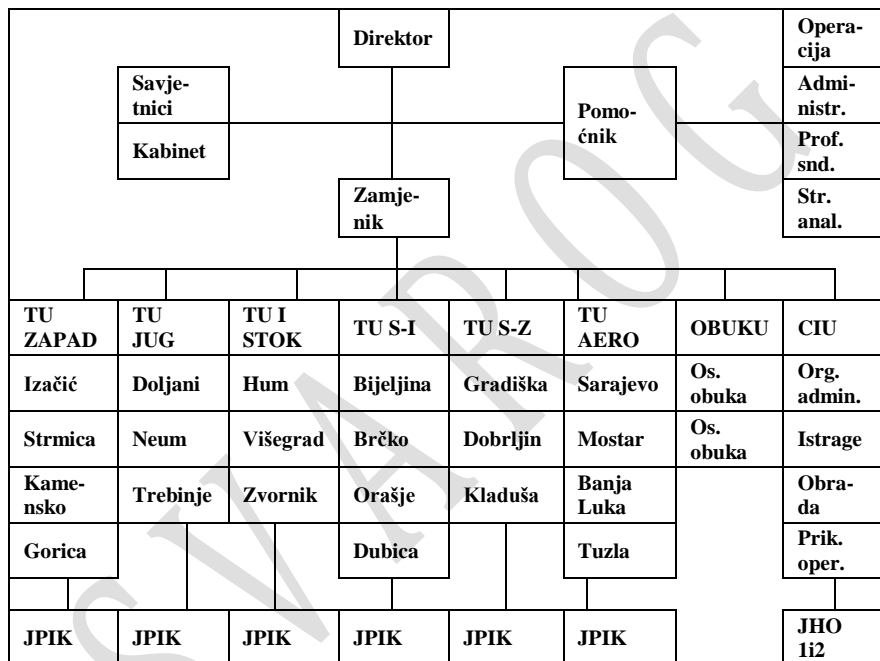 Direktor
Opera-
cija
Savje-
tnici
Admi-
nistr.
Pomo-
ćnik
Kabinet
Prof.
snd.
Zamje-
nik
Str.
anal.
TU
ZAPAD
TU
JUG
TU I
STOK
TU S-I
TU S-Z
TU
AERO
OBUKU
CIU
Izačić
Doljani
Hum
Bijeljina
Gradiška
Sarajevo
Os.
obuka
Org.
admin.
Strmica
Neum
Višegrad
Brčko
Dobrljin
Mostar
Os.
obuka
Istrage
Kame-
nsko
Trebinje
Zvornik
Orašje
Kladuša
Banja
Luka
Obra-
da
Gorica
Dubica
Tuzla
Prik.
oper.
JPIK
JPIK
JPIK
JPIK
JPIK
JPIK
JHO
1i2
SVAROG